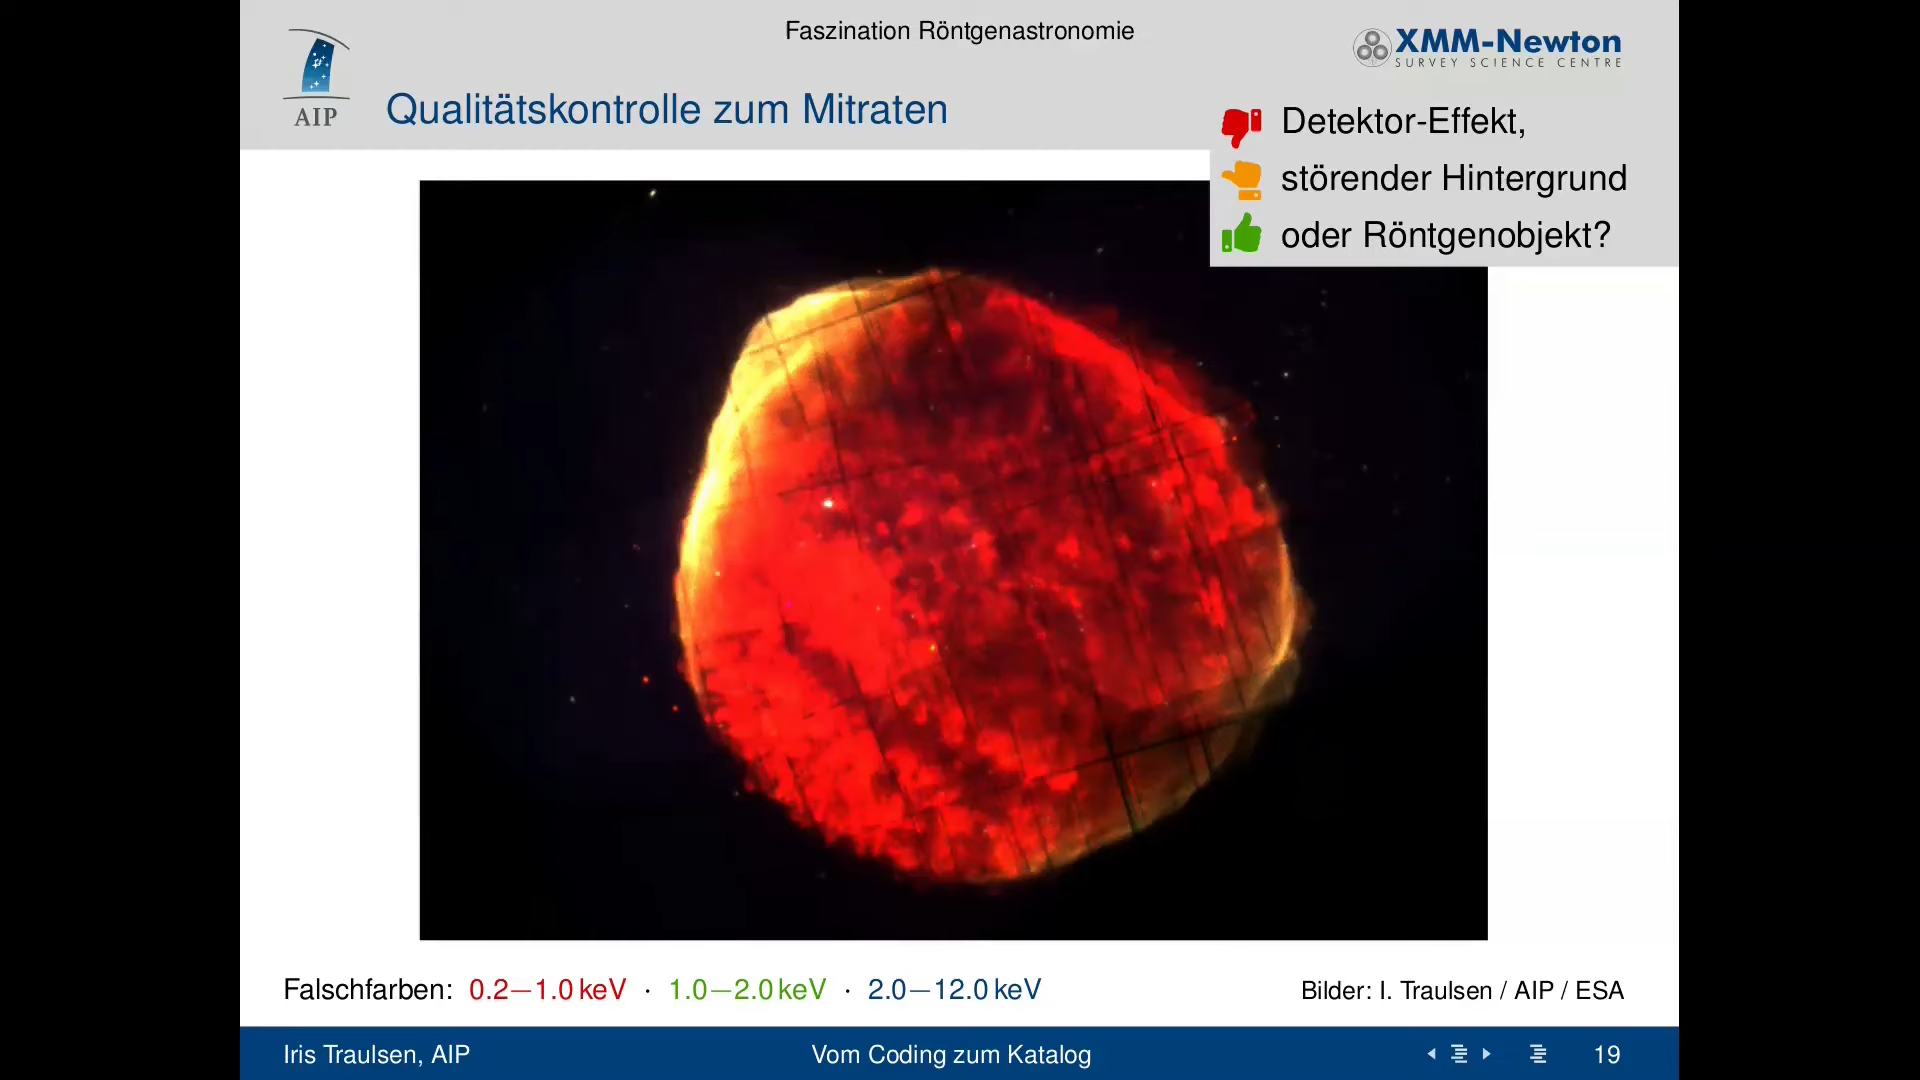 Faszination Röntgenastronomie
XMM-Newton
SURVEY SCIENCE CENTRE
AIP
Qualitätskontrolle zum Mitraten
Detektor-Effekt,
störender Hintergrund
oder Röntgenobjekt?
Falschfarben: 0.2—1.0 keV · 1.0—2.0 keV · 2.0—12.0 keV
Bilder: I. Traulsen / AIP / ESA
Iris Traulsen, AIP
Vom Coding zum Katalog
19